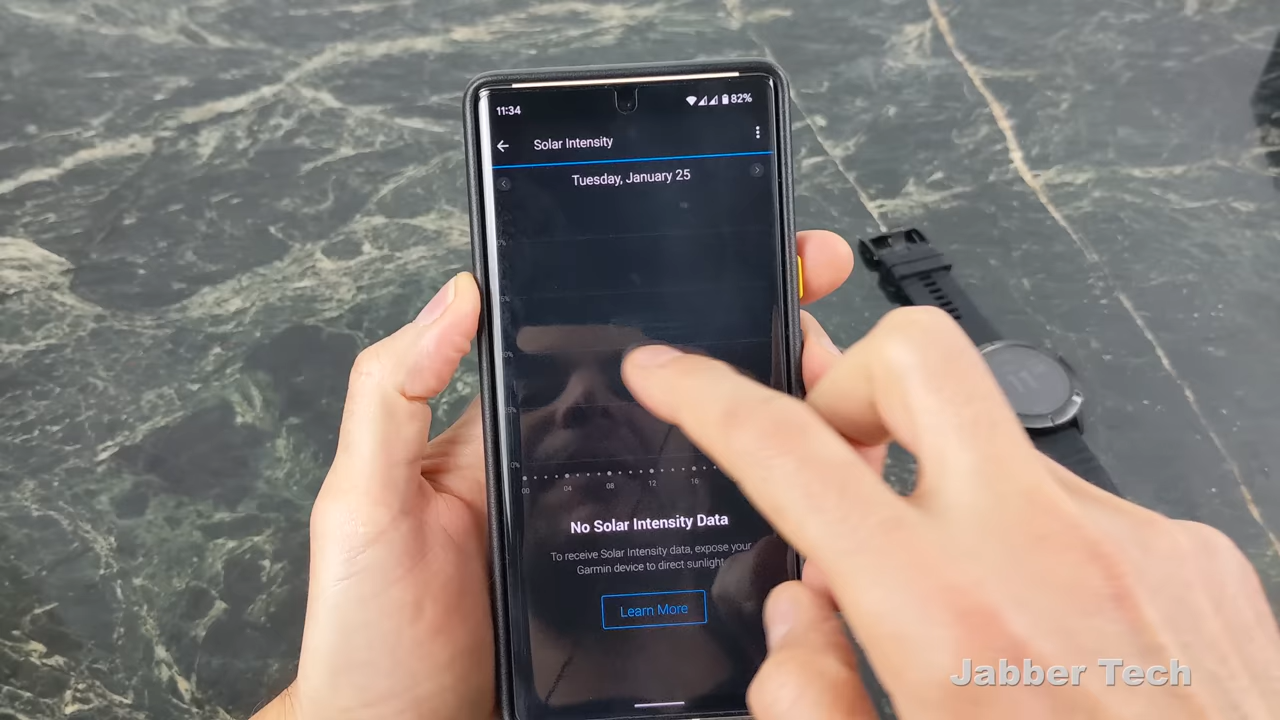 11:34
82%
Solar Intensity
Tuesday, January 25
0%
00 04 08 12 16
No Solar Intensity Data
To receive Solar Intensity data, expose your
Garmin device to direct sunlight
Learn More
Jabber Tech